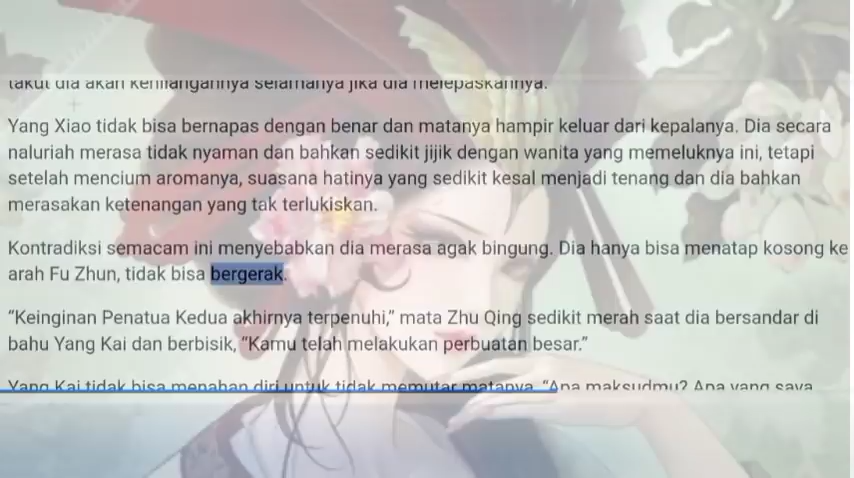 takut dia akan kehilangannya selamanya jika dia melepaskannya.
Yang Xiao tidak bisa bernapas dengan benar dan matanya hampir keluar dari kepalanya. Dia secara
naluriah merasa tidak nyaman dan bahkan sedikit jijik dengan wanita yang memeluknya ini, tetapi
setelah mencium aromanya, suasana hatinya yang sedikit kesal menjadi tenang dan dia bahkan
merasakan ketenangan yang tak terlukiskan.
Kontradiksi semacam ini menyebabkan dia merasa agak bingung. Dia hanya bisa menatap kosong ke
arah Fu Zhun, tidak bisa bergerak.
“Keinginan Penatua Kedua akhirnya terpenuhi,” mata Zhu Qing sedikit merah saat dia bersandar di
bahu Yang Kai dan berbisik, “Kamu telah melakukan perbuatan besar.”
Yang Kai tidak bisa menahan diri untuk tidak memutar matanya, “Apa maksudmu? Apa yang saya